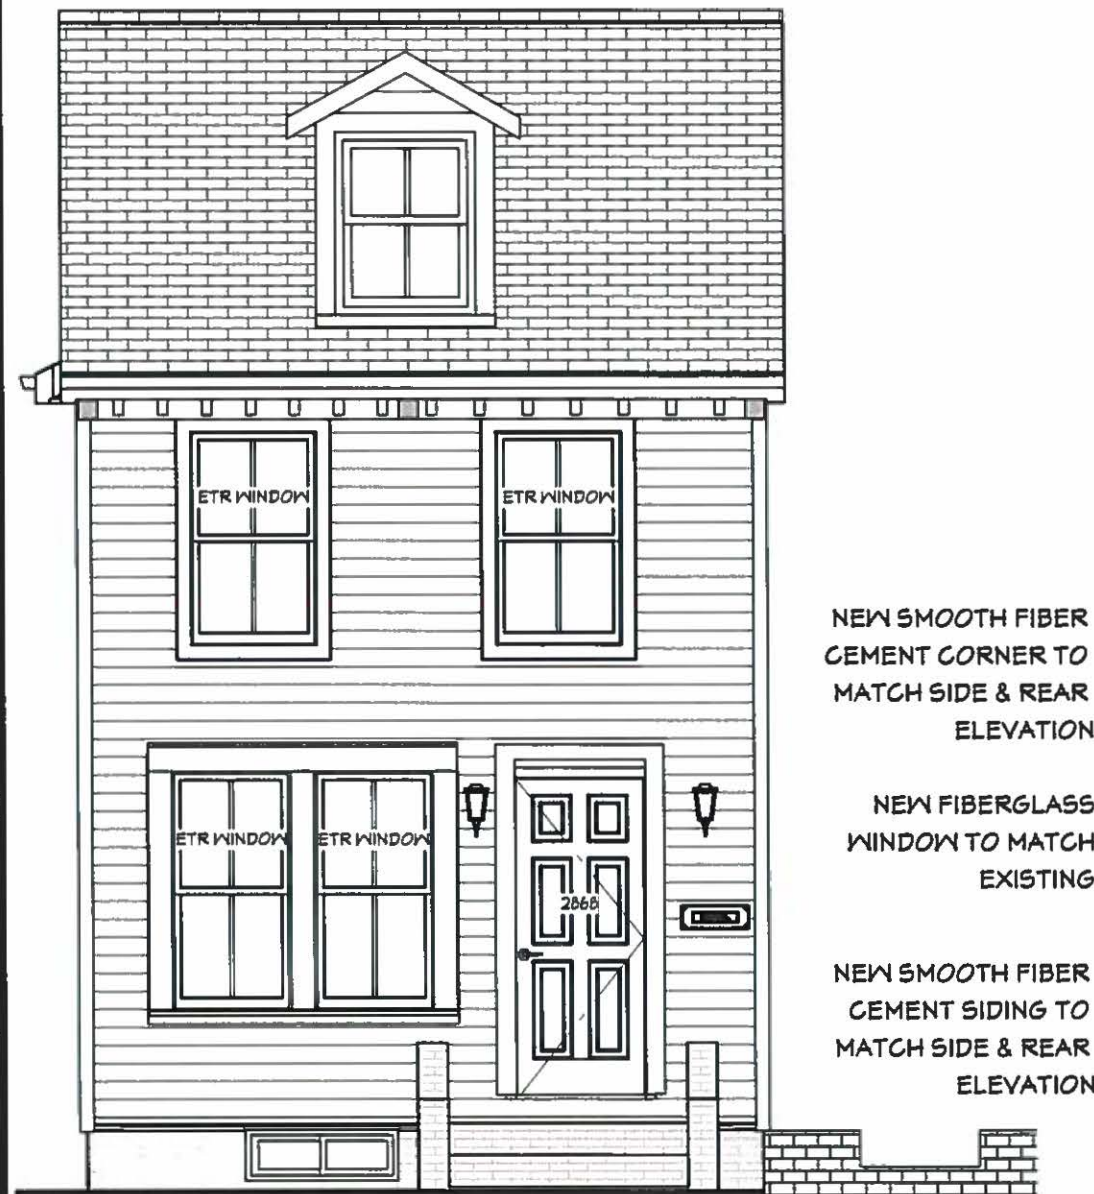 ETR WINDOW
ETR WINDOW
NEW SMOOTH FIBER
CEMENT CORNER TO
MATCH SIDE & REAR
ELEVATION
ETR WINDOW
ETR WINDOW
2868
NEW FIBERGLASS
WINDOW TO MATCH
EXISTING
NEW SMOOTH FIBER
CEMENT SIDING TO
MATCH SIDE & REAR
ELEVATION